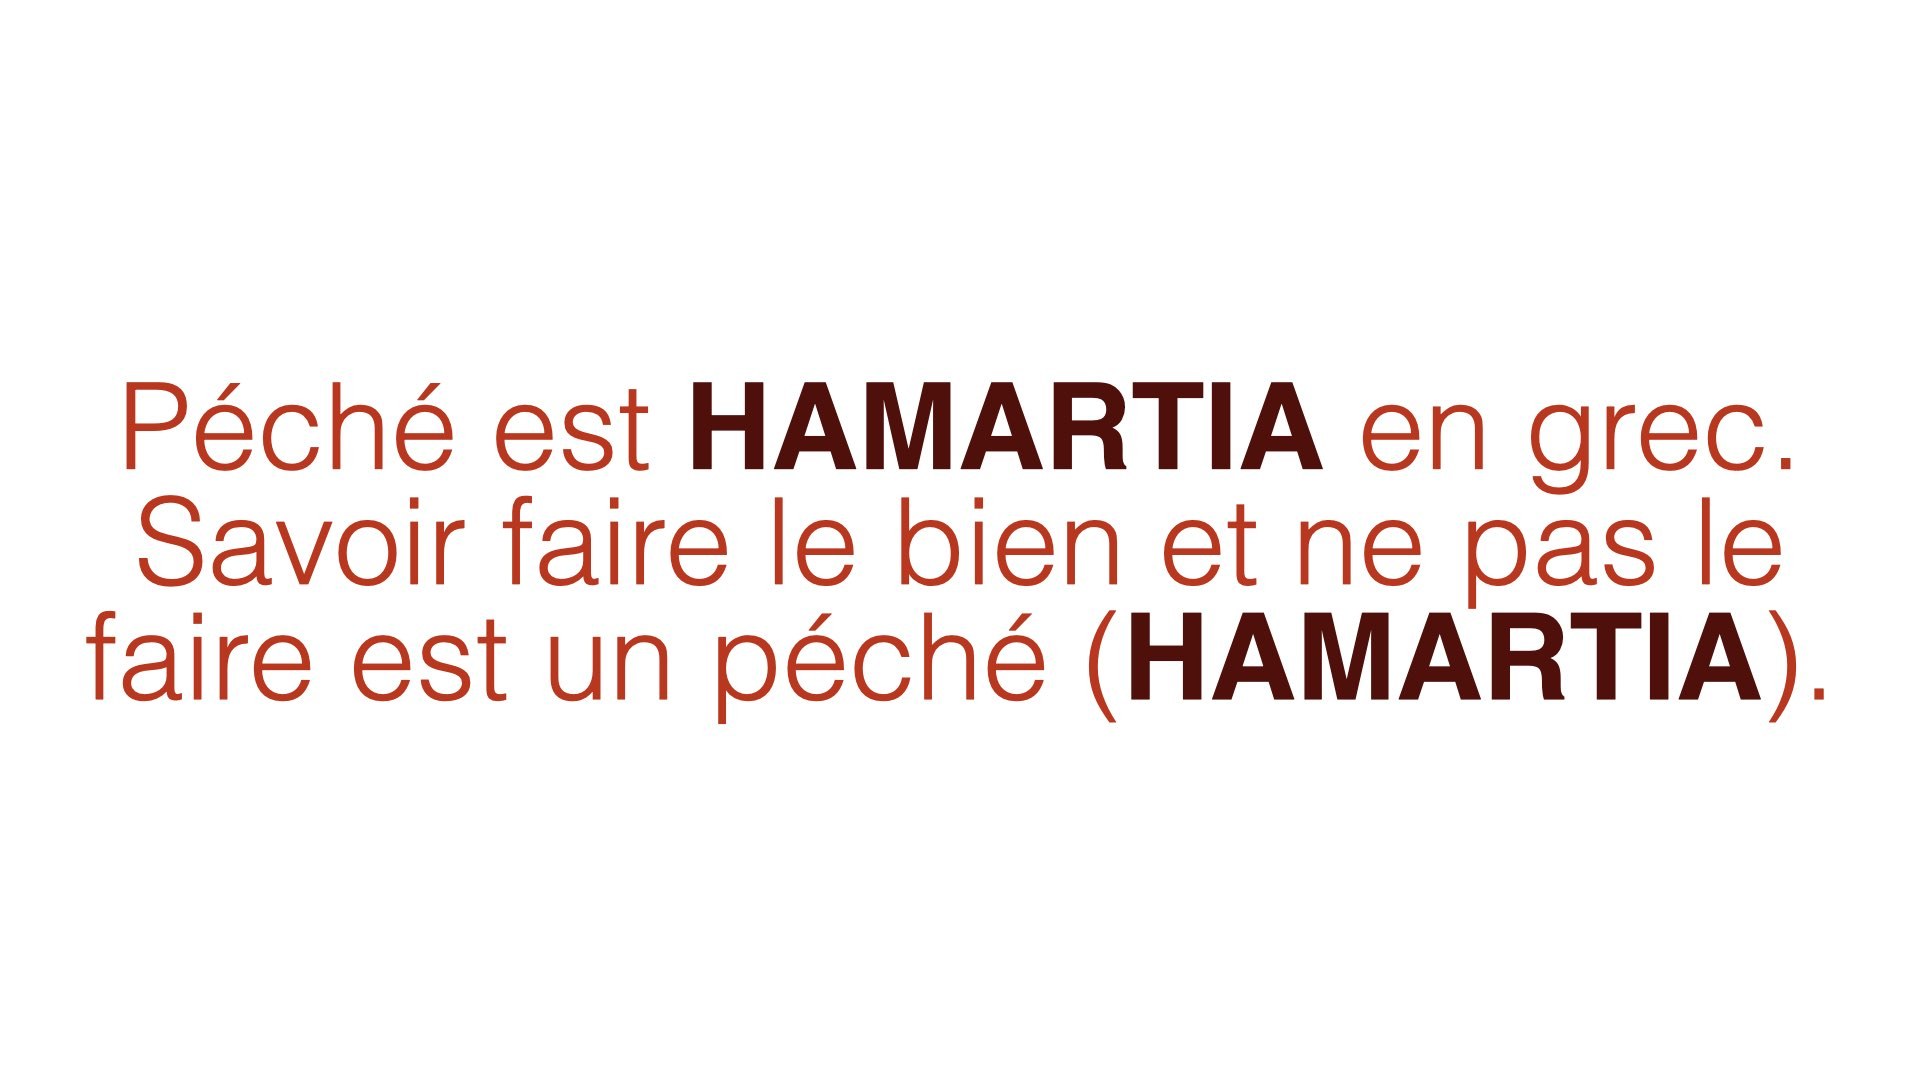 Péché est HAMARTIA en grec.
Savoir faire le bien et ne pas le
faire est un péché (HAMARTIA).